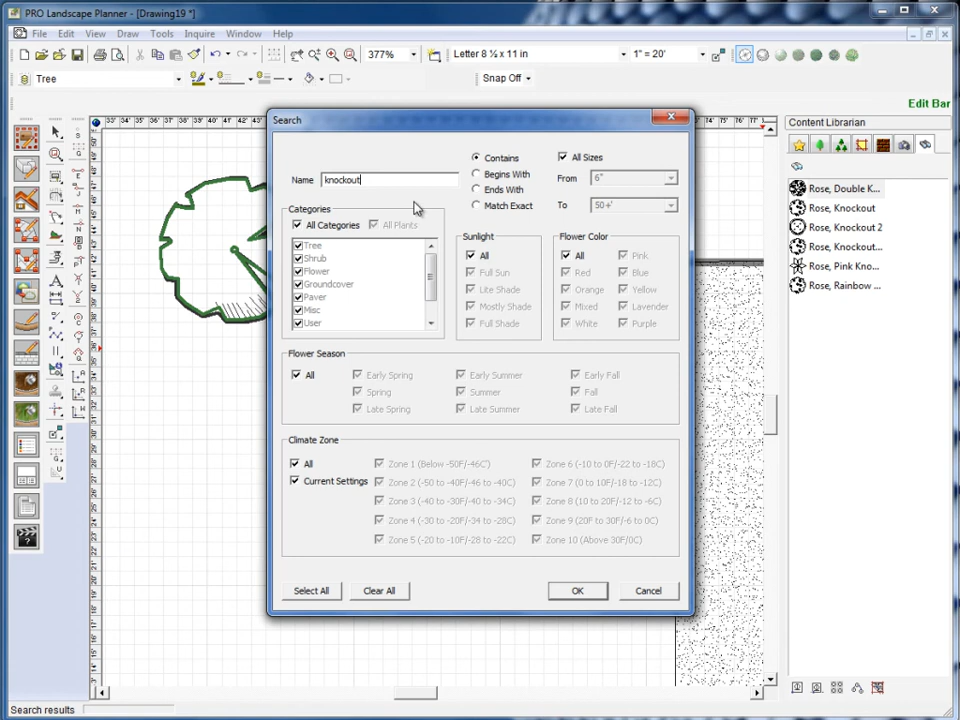 PRO Landscape Planner - [Drawing19 *]
File Edit View Draw Tools Inquire Window Help
377% Letter 8 ½ x 11 in 1" = 20'
Tree Snap Off
Edit Bar
Content Librarian
Search
Name knockout
Contains
Begins With
Ends With
Match Exact
All Sizes
From 6"
To 50+'
Categories
All Categories All Plants
Tree
Shrub
Flower
Groundcover
Paver
Misc
User
Sunlight
All
Full Sun
Lite Shade
Mostly Shade
Full Shade
Flower Color
All Pink
Red Blue
Orange Yellow
Mixed Lavender
White Purple
Flower Season
All Early Spring Early Summer Early Fall
Spring Summer Fall
Late Spring Late Summer Late Fall
Climate Zone
All Zone 1 (Below -50F/-46C) Zone 6 (-10 to 0F/-22 to -18C)
Current Settings Zone 2 (-50 to -40F/-46 to -40C) Zone 7 (0 to 10F/-18 to -12C)
Zone 3 (-40 to -30F/-40 to -34C) Zone 8 (10 to 20F/-12 to -6C)
Zone 4 (-30 to -20F/-34 to -28C) Zone 9 (20F to 30F/-6 to 0C)
Zone 5 (-20 to -10F/-28 to -22C) Zone 10 (Above 30F/0C)
Select All Clear All OK Cancel
Rose, Double K...
Rose, Knockout
Rose, Knockout 2
Rose, Knockout...
Rose, Pink Kno...
Rose, Rainbow ...
Search results